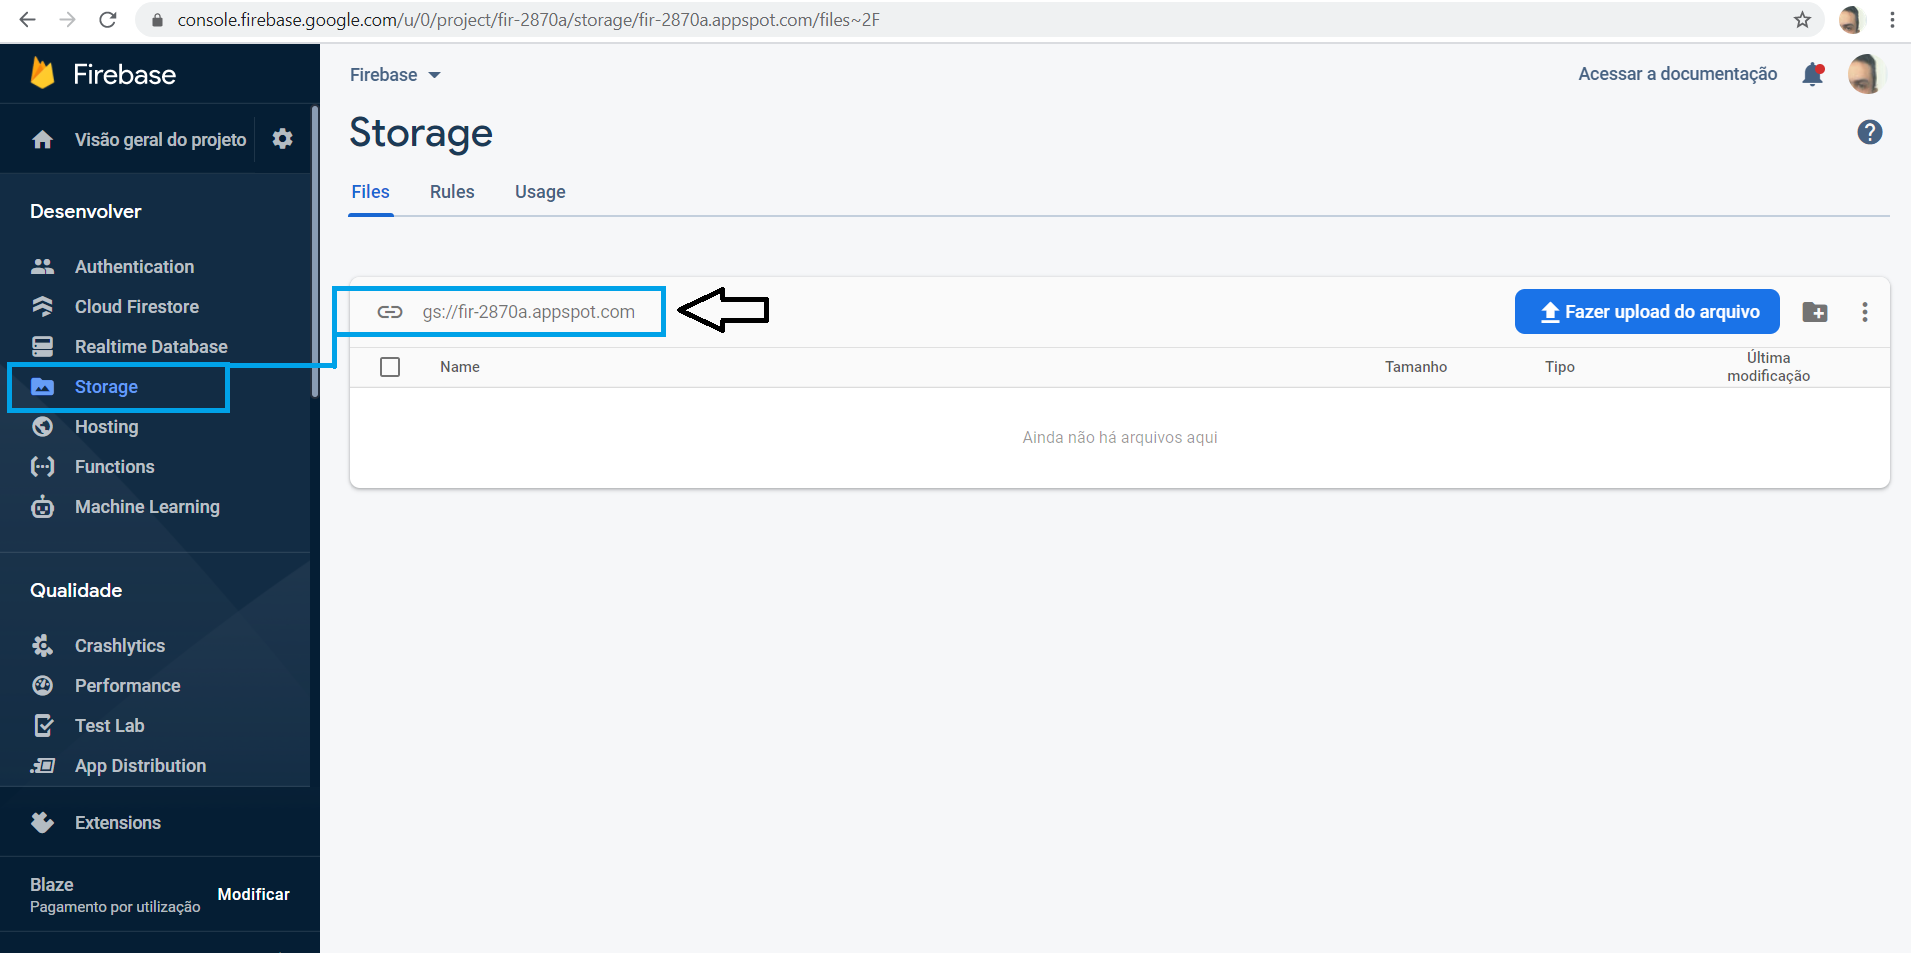 console.firebase.google.com/u/0/project/fir-2870a/storage/fir-2870a.appspot.com/files~2F
Firebase
Visão geral do projeto
Desenvolver
Authentication
Cloud Firestore
Realtime Database
Storage
Hosting
Functions
Machine Learning
Qualidade
Crashlytics
Performance
Test Lab
App Distribution
Extensions
Blaze
Pagamento por utilização
Modificar
Firebase
Acessar a documentação
Storage
Files Rules Usage
gs://fir-2870a.appspot.com
Fazer upload do arquivo
Name Tamanho Tipo Última
modificação
Ainda não há arquivos aqui